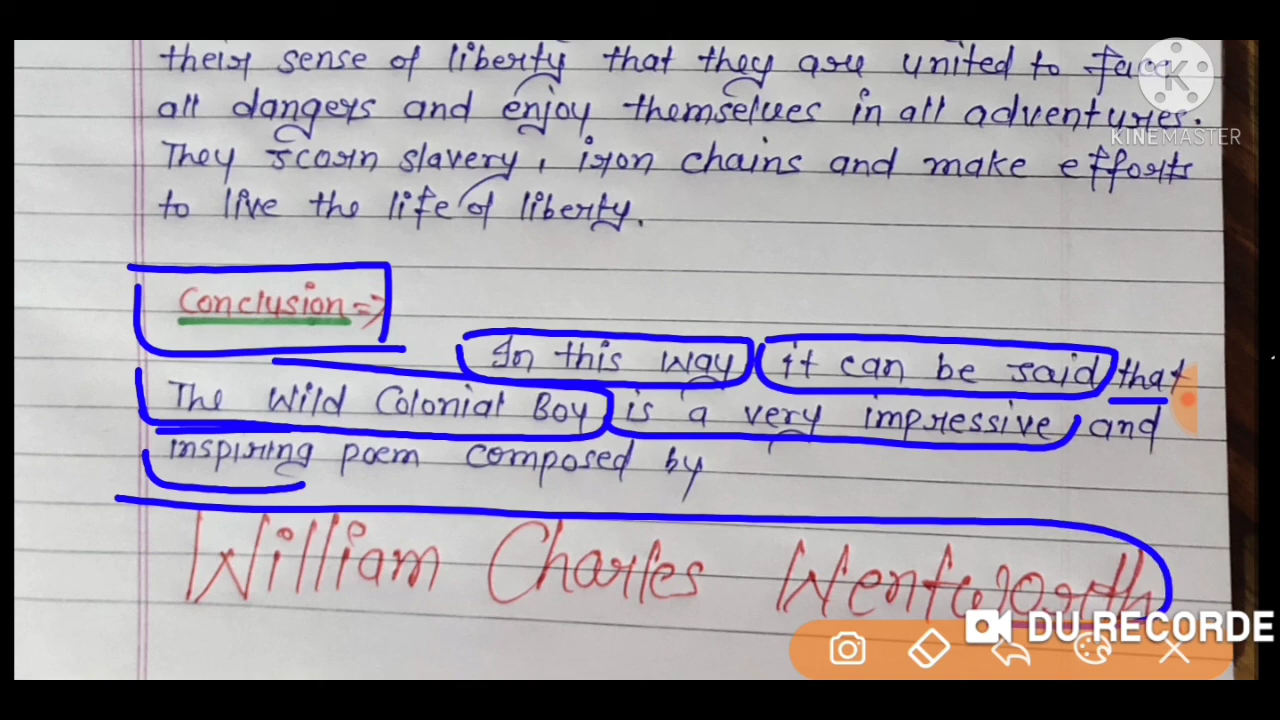 their sense of liberty that they are united to face
all dangers and enjoy themselves in all adventures.
They scorn slavery, iron chains and make efforts
to live the life of liberty.
Conclusion =>
In this way it can be said that
The Wild Colonial Boy is a very impressive and
inspiring poem composed by
William Charles Wentworth
K
KINEMASTER
DU RECORDE